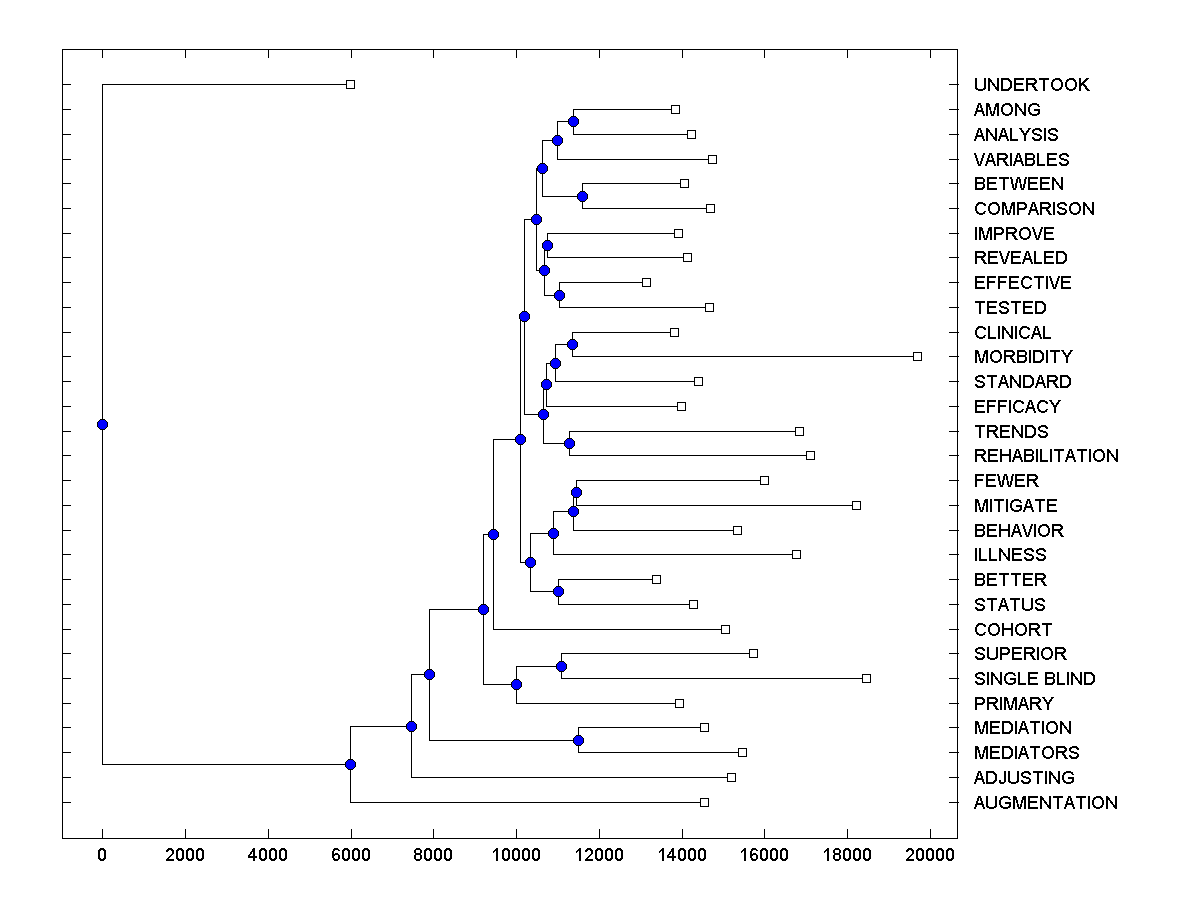 UNDERTOOK
AMONG
ANALYSIS
VARIABLES
BETWEEN
COMPARISON
IMPROVE
REVEALED
EFFECTIVE
TESTED
CLINICAL
MORBIDITY
STANDARD
EFFICACY
TRENDS
REHABILITATION
FEWER
MITIGATE
BEHAVIOR
ILLNESS
BETTER
STATUS
COHORT
SUPERIOR
SINGLE BLIND
PRIMARY
MEDIATION
MEDIATORS
ADJUSTING
AUGMENTATION
0 2000 4000 6000 8000 10000 12000 14000 16000 18000 20000